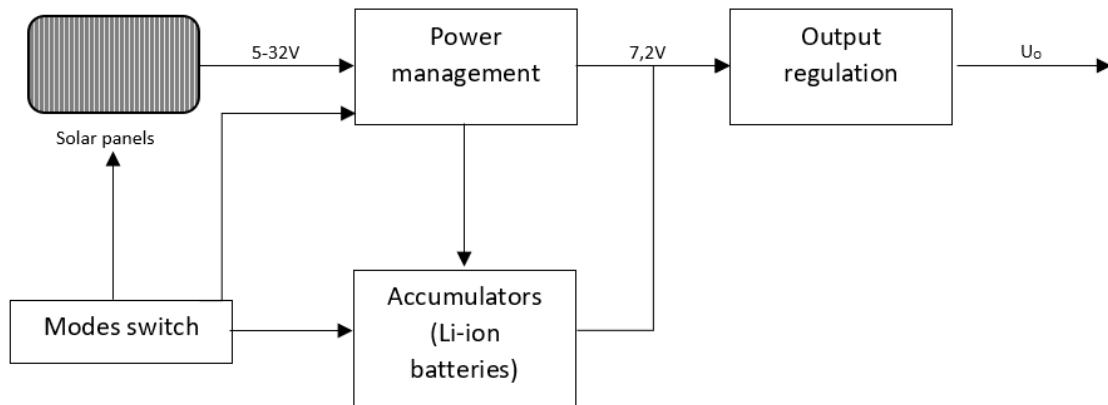 5-32V
Power
management
7,2V
Output
regulation
Uₒ
Solar panels
Modes switch
Accumulators
(Li-ion
batteries)